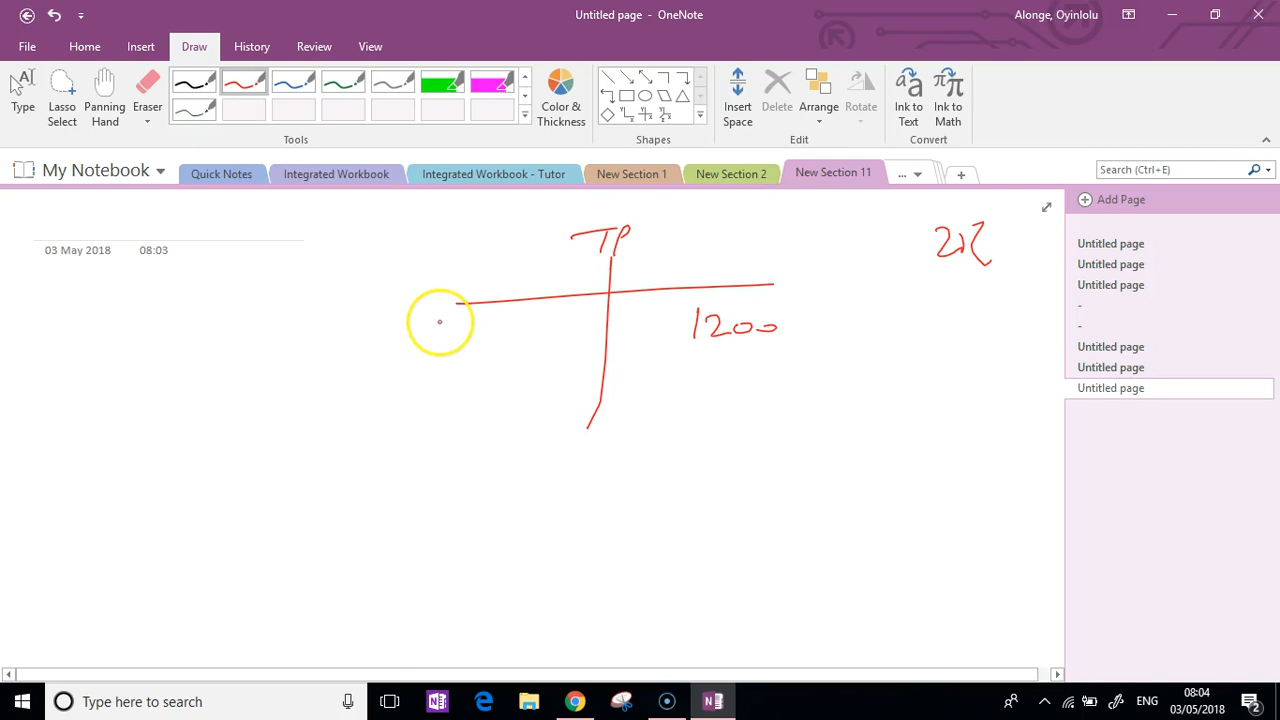 Untitled page - OneNote
Alonge, Oyinlolu
File Home Insert Draw History Review View
Type
Lasso Select
Panning Hand
Eraser
Color & Thickness
Insert Space
Delete
Arrange
Rotate
Ink to Text
Ink to Math
Tools
Shapes
Edit
Convert
My Notebook
Quick Notes
Integrated Workbook
Integrated Workbook - Tutor
New Section 1
New Section 2
New Section 11
...
Search (Ctrl+E)
Add Page
TP
03 May 2018 08:03
1200
Untitled page
Untitled page
Untitled page
-
-
Untitled page
Untitled page
Untitled page
Type here to search
ENG
08:04
03/05/2018
2